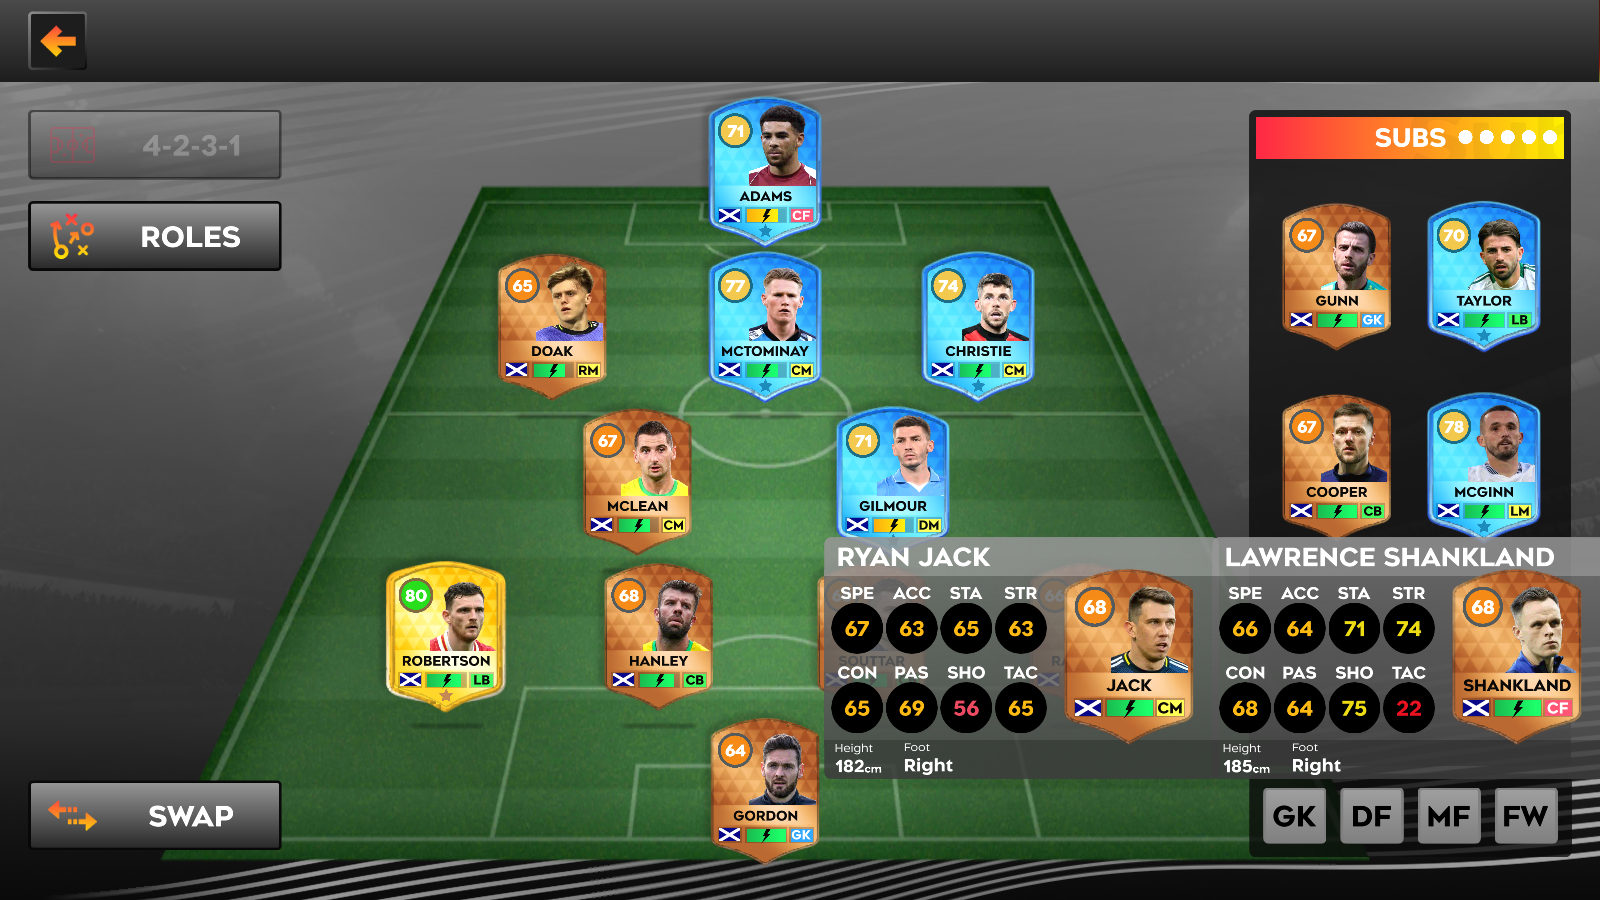 4-2-3-1
ROLES
SWAP
71
ADAMS
CF
65
DOAK
RM
77
MCTOMINAY
CM
74
CHRISTIE
CM
67
MCLEAN
CM
71
GILMOUR
DM
80
ROBERTSON
LB
68
HANLEY
CB
SOUTTAR
64
GORDON
GK
SUBS
67
GUNN
GK
70
TAYLOR
LB
67
COOPER
CB
78
MCGINN
LM
RYAN JACK
SPE ACC STA STR
67 63 65 63
CON PAS SHO TAC
65 69 56 65
Height Foot
182cm Right
68
JACK
CM
LAWRENCE SHANKLAND
SPE ACC STA STR
66 64 71 74
CON PAS SHO TAC
68 64 75 22
Height Foot
185cm Right
68
SHANKLAND
CF
GK DF MF FW